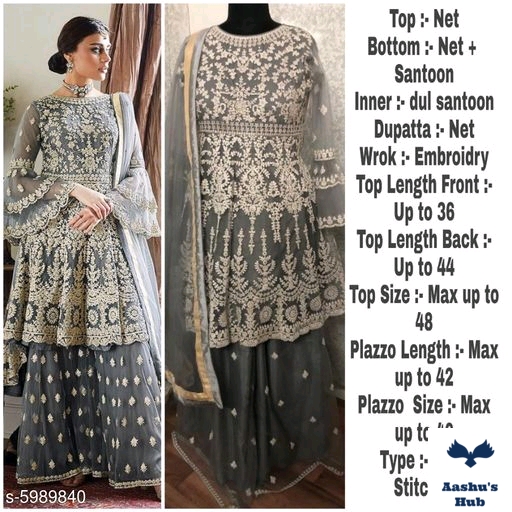 Top :- Net
Bottom :- Net +
Santoon
Inner :- dul santoon
Dupatta :- Net
Wrok :- Embroidry
Top Length Front :-
Up to 36
Top Length Back :-
Up to 44
Top Size :- Max up to
48
Plazzo Length :- Max
up to 42
Plazzo Size :- Max
up to
Type :-
Stitc
Aashu's
Hub
s-5989840